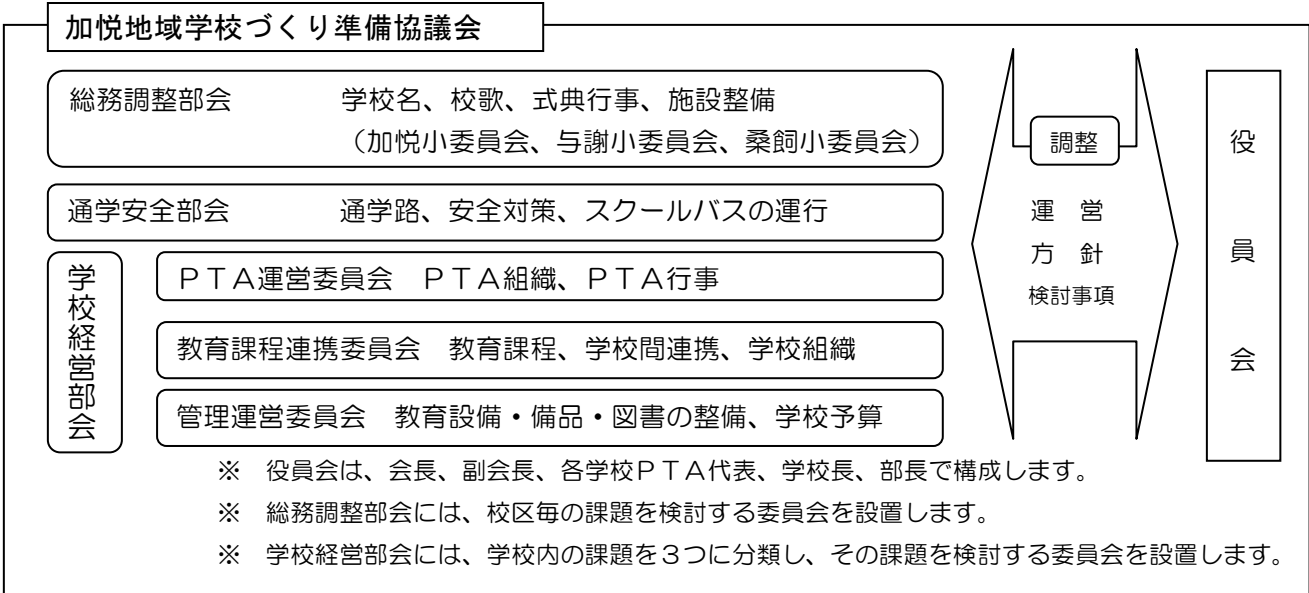 加悦地域学校づくり準備協議会
総務調整部会 学校名、校歌、式典行事、施設整備
（加悦小委員会、与謝小委員会、桑飼小委員会）
通学安全部会 通学路、安全対策、スクールバスの運行
学校経営部会
ＰＴＡ運営委員会 ＰＴＡ組織、ＰＴＡ行事
教育課程連携委員会 教育課程、学校間連携、学校組織
管理運営委員会 教育設備・備品・図書の整備、学校予算
調整
運 営
方 針
検討事項
役員会
※ 役員会は、会長、副会長、各学校ＰＴＡ代表、学校長、部長で構成します。
※ 総務調整部会には、校区毎の課題を検討する委員会を設置します。
※ 学校経営部会には、学校内の課題を３つに分類し、その課題を検討する委員会を設置します。